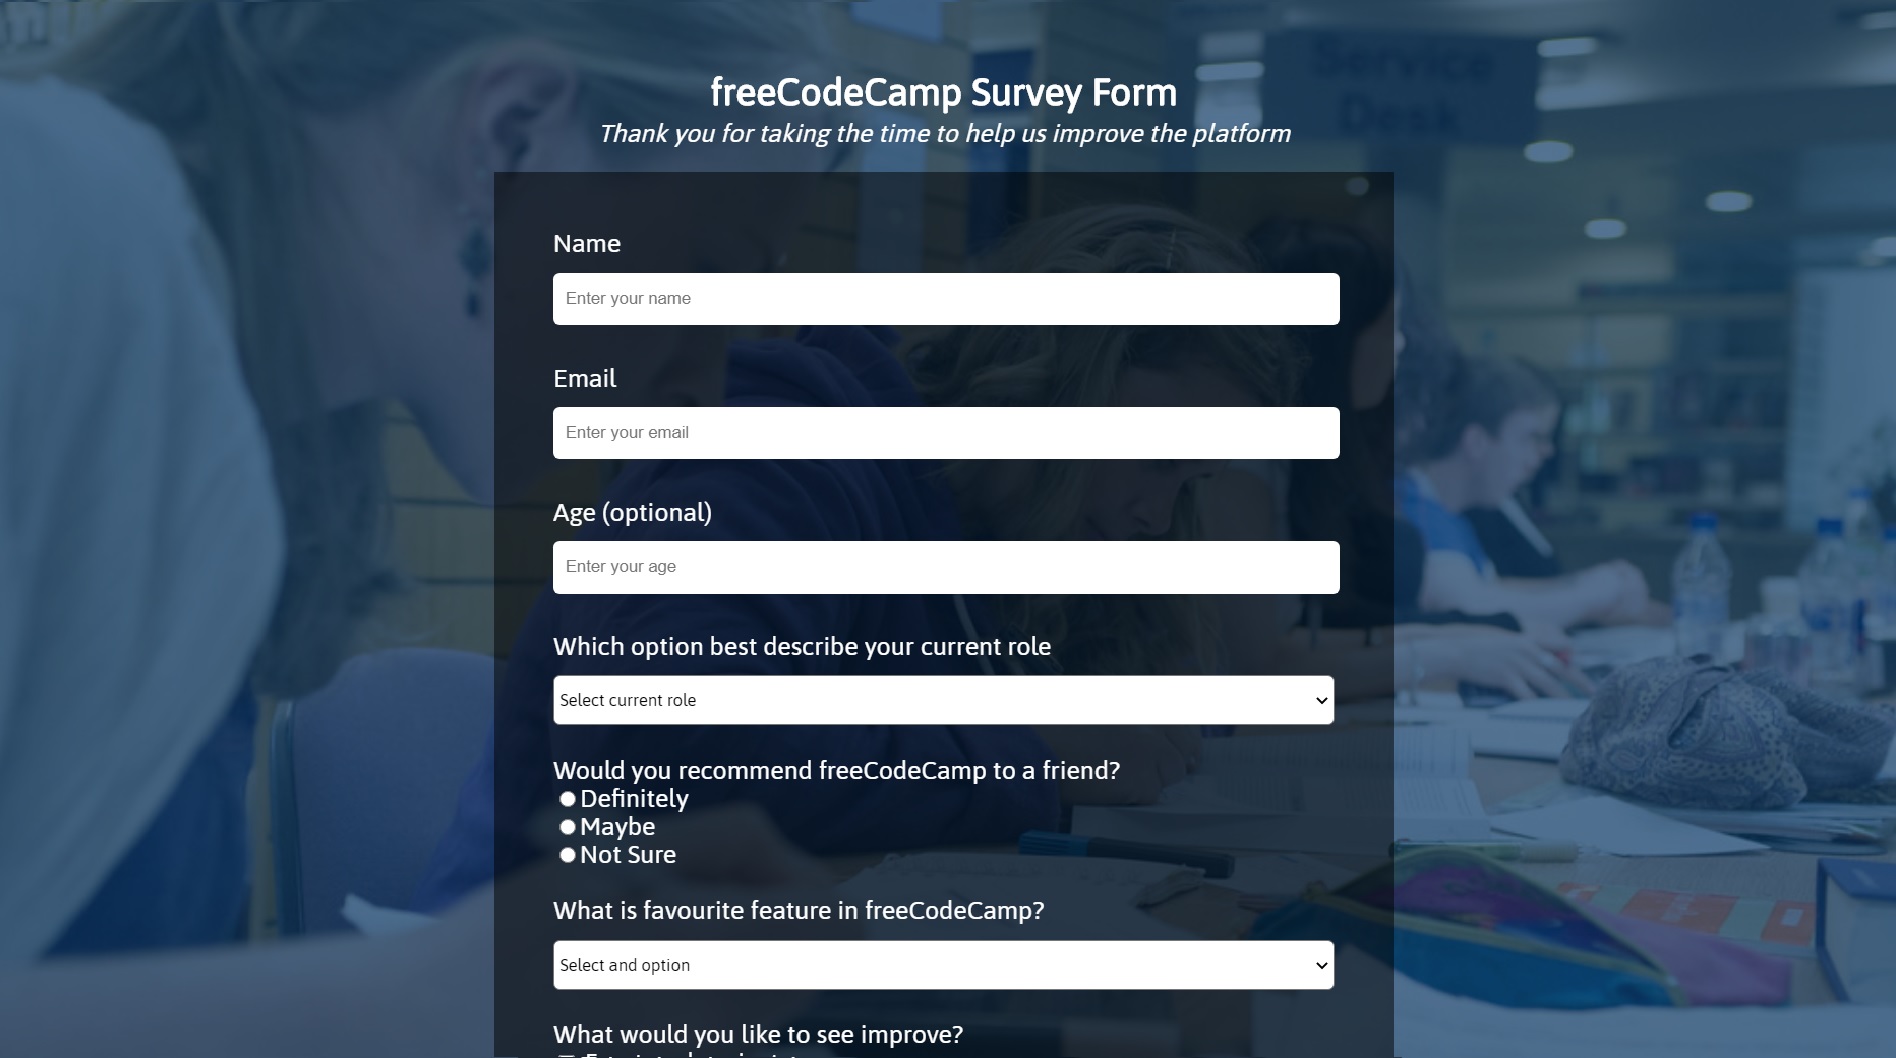 Service
Desk
freeCodeCamp Survey Form
Thank you for taking the time to help us improve the platform
Name
Enter your name
Email
Enter your email
Age (optional)
Enter your age
Which option best describe your current role
Select current role
Would you recommend freeCodeCamp to a friend?
Definitely
Maybe
Not Sure
What is favourite feature in freeCodeCamp?
Select and option
What would you like to see improve?